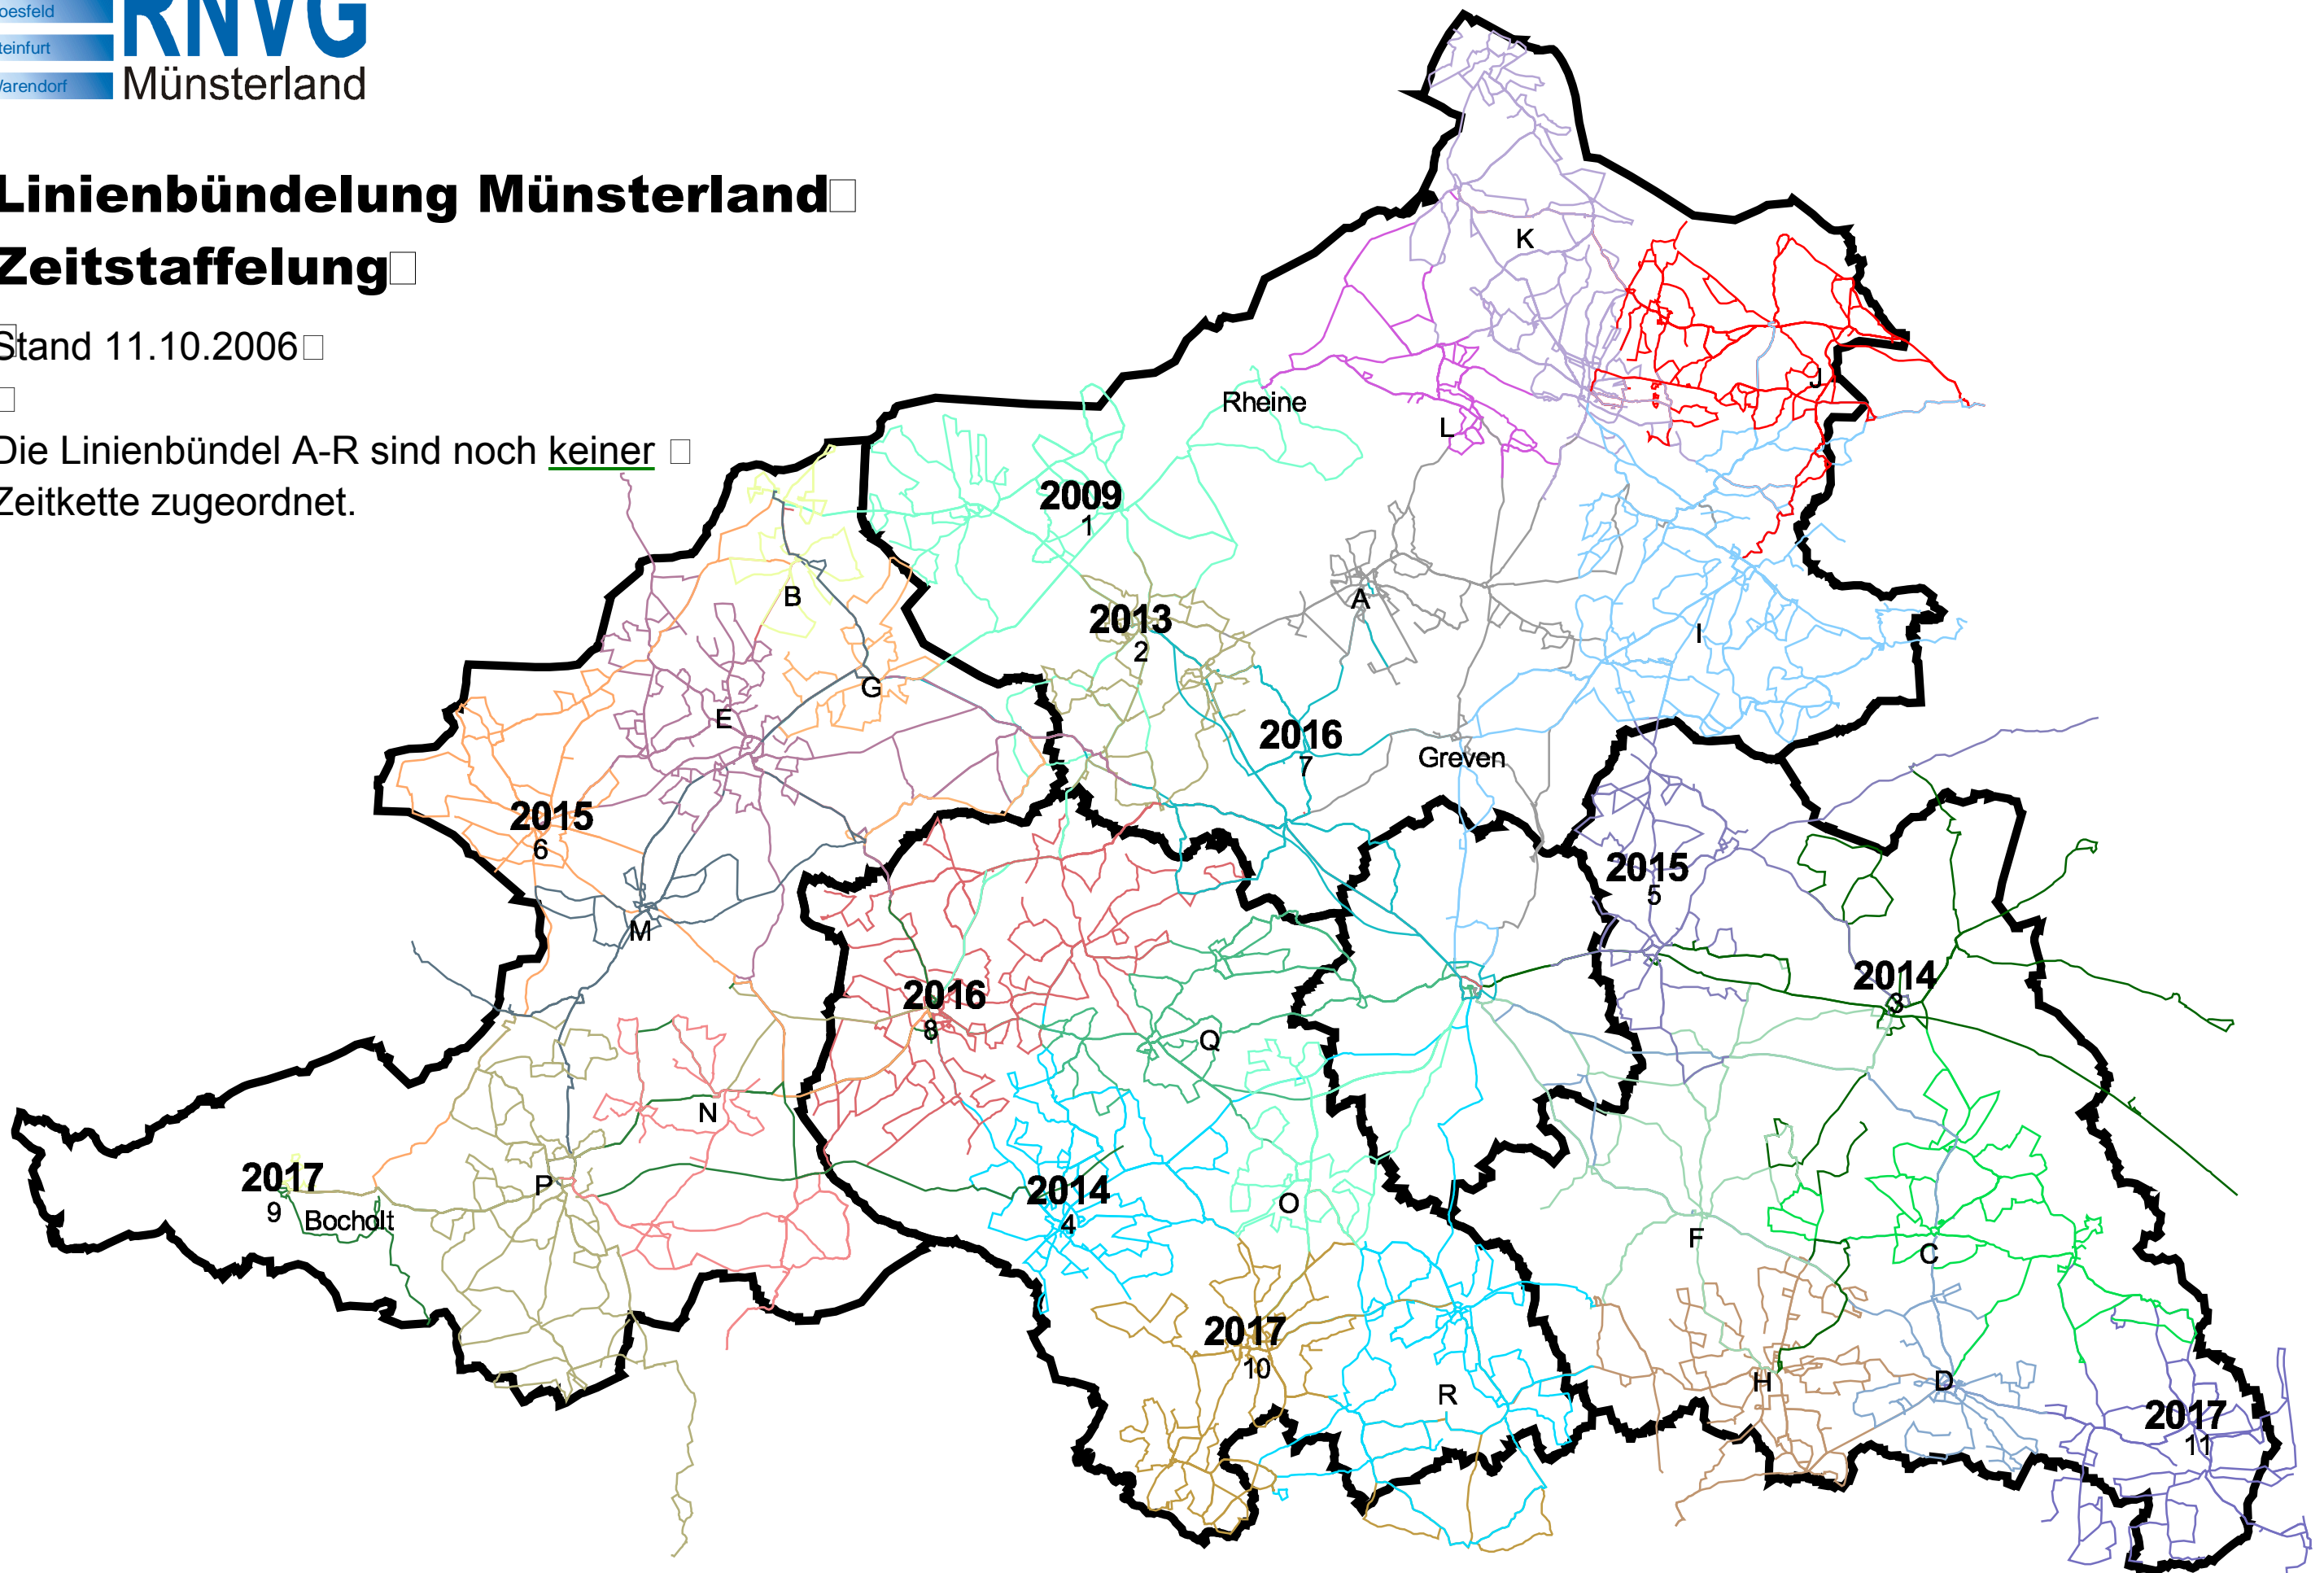 oesfeld
teinfurt
Warendorf
RNVG
Münsterland
Linienbündelung Münsterland
Zeitstaffelung
Stand 11.10.2006
Die Linienbündel A-R sind noch keiner
Zeitkette zugeordnet.
K
J
Rheine
L
2009
1
B
A
2013
2
I
G
E
2016
7
Greven
2015
6
2015
5
M
2014
3
2016
8
Q
N
2017
9
Bocholt
P
2014
4
O
F
C
2017
10
R
H
D
2017
11